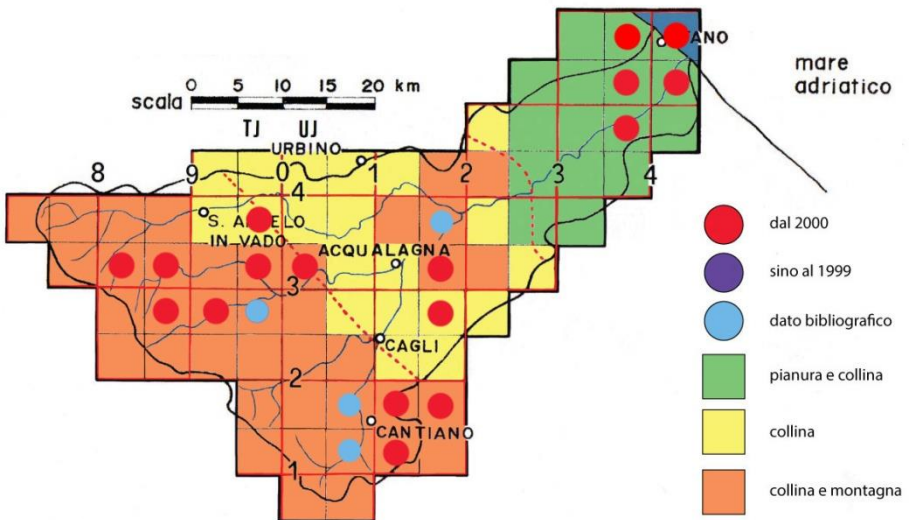 FANO
mare
adriatico
scala 0 5 10 15 20 km
TJ UJ
URBINO
8 9 0 1 2 3 4
4
S. ANGELO
IN VADO
ACQUALAGNA
3
CAGLI
2
CANTIANO
1
dal 2000
sino al 1999
dato bibliografico
pianura e collina
collina
collina e montagna